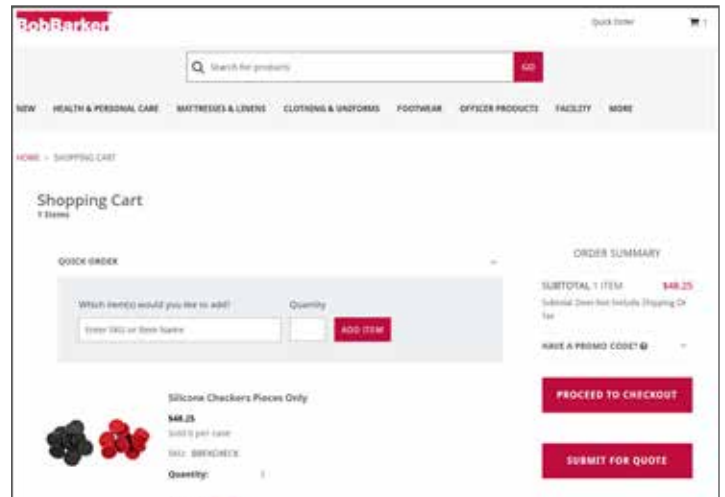 BobBarker
Quick Order
1
Search for products
GO
NEW HEALTH & PERSONAL CARE MATTRESSES & LINENS CLOTHING & UNIFORMS FOOTWEAR OFFICER PRODUCTS FACILITY MORE
HOME > SHOPPING CART
Shopping Cart
1 Items
QUICK ORDER
Which item(s) would you like to add?
Quantity
Enter SKU or Item Name
ADD ITEM
Silicone Checkers Pieces Only
$48.25
Sold 6 per case
SKU:
Quantity: 1
ORDER SUMMARY
SUBTOTAL 1 ITEM $48.25
Subtotal Does Not Include Shipping Or
Tax
HAVE A PROMO CODE?
PROCEED TO CHECKOUT
SUBMIT FOR QUOTE